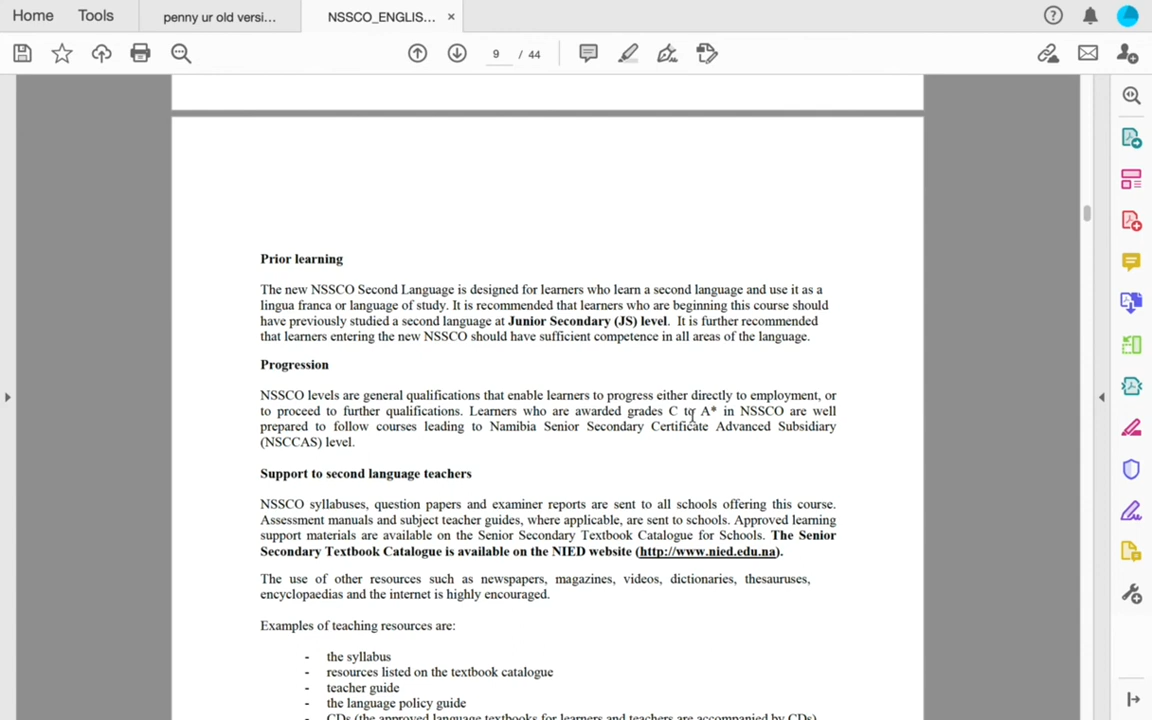 Home Tools penny ur old versi... NSSCO_ENGLIS... ×
9 / 44
Prior learning
The new NSSCO Second Language is designed for learners who learn a second language and use it as a
lingua franca or language of study. It is recommended that learners who are beginning this course should
have previously studied a second language at Junior Secondary (JS) level. It is further recommended
that learners entering the new NSSCO should have sufficient competence in all areas of the language.
Progression
NSSCO levels are general qualifications that enable learners to progress either directly to employment, or
to proceed to further qualifications. Learners who are awarded grades C to A* in NSSCO are well
prepared to follow courses leading to Namibia Senior Secondary Certificate Advanced Subsidiary
(NSCCAS) level.
Support to second language teachers
NSSCO syllabuses, question papers and examiner reports are sent to all schools offering this course.
Assessment manuals and subject teacher guides, where applicable, are sent to schools. Approved learning
support materials are available on the Senior Secondary Textbook Catalogue for Schools. The Senior
Secondary Textbook Catalogue is available on the NIED website (http://www.nied.edu.na).
The use of other resources such as newspapers, magazines, videos, dictionaries, thesauruses,
encyclopaedias and the internet is highly encouraged.
Examples of teaching resources are:
- the syllabus
- resources listed on the textbook catalogue
- teacher guide
- the language policy guide
- CDs (the approved language textbooks for learners and teachers are accompanied by CDs)